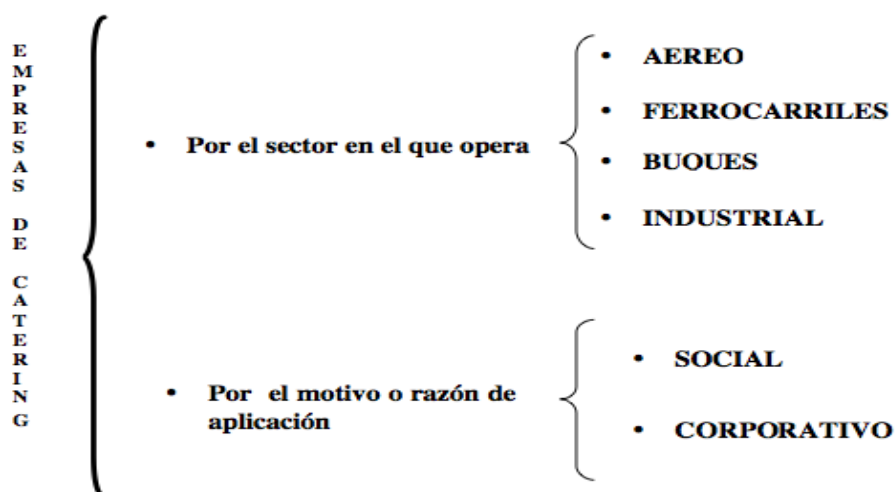 EMPRESAS DE CATERING
• Por el sector en el que opera
• AEREO
• FERROCARRILES
• BUQUES
• INDUSTRIAL
• Por el motivo o razón de
aplicación
• SOCIAL
• CORPORATIVO